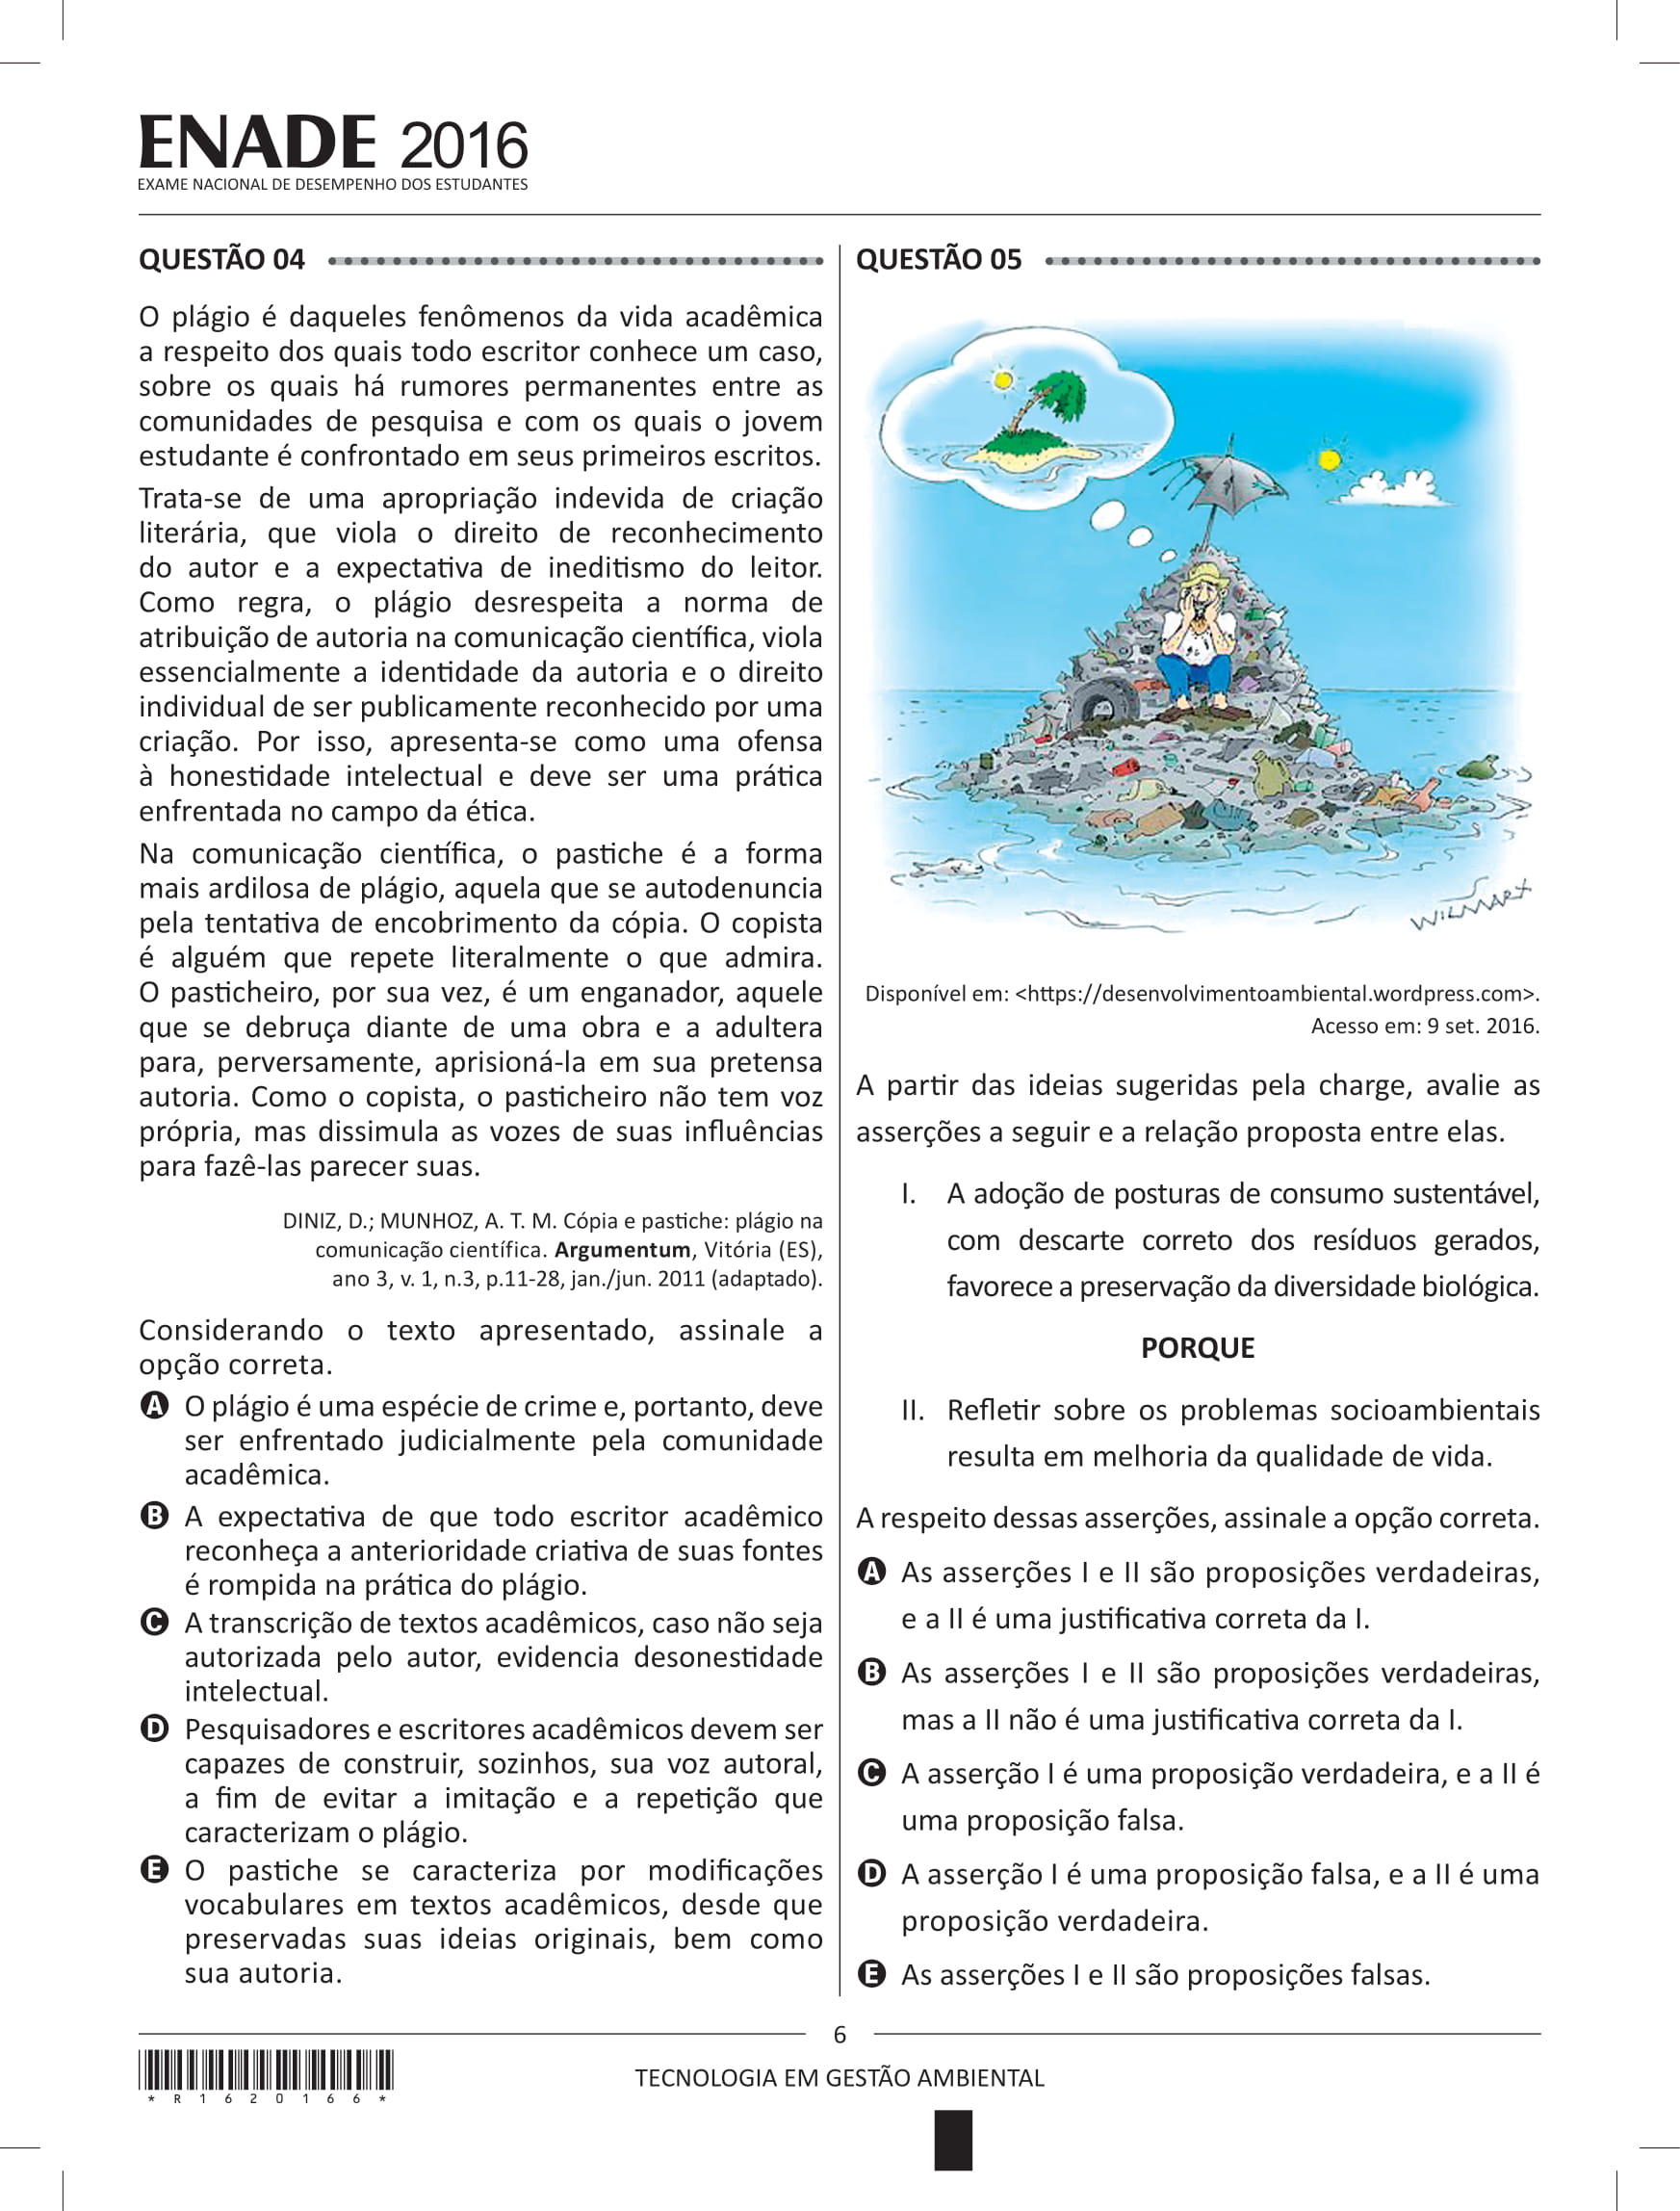 ENADE 2016
EXAME NACIONAL DE DESEMPENHO DOS ESTUDANTES
QUESTÃO 04
O plágio é daqueles fenômenos da vida acadêmica
a respeito dos quais todo escritor conhece um caso,
sobre os quais há rumores permanentes entre as
comunidades de pesquisa e com os quais o jovem
estudante é confrontado em seus primeiros escritos.
Trata-se de uma apropriação indevida de criação
literária, que viola o direito de reconhecimento
do autor e a expectativa de ineditismo do leitor.
Como regra, o plágio desrespeita a norma de
atribuição de autoria na comunicação científica, viola
essencialmente a identidade da autoria e o direito
individual de ser publicamente reconhecido por uma
criação. Por isso, apresenta-se como uma ofensa
à honestidade intelectual e deve ser uma prática
enfrentada no campo da ética.
Na comunicação científica, o pastiche é a forma
mais ardilosa de plágio, aquela que se autodenuncia
pela tentativa de encobrimento da cópia. O copista
é alguém que repete literalmente o que admira.
O pasticheiro, por sua vez, é um enganador, aquele
que se debruça diante de uma obra e a adultera
para, perversamente, aprisioná-la em sua pretensa
autoria. Como o copista, o pasticheiro não tem voz
própria, mas dissimula as vozes de suas influências
para fazê-las parecer suas.
DINIZ, D.; MUNHOZ, A. T. M. Cópia e pastiche: plágio na
comunicação científica. Argumentum, Vitória (ES),
ano 3, v. 1, n.3, p.11-28, jan./jun. 2011 (adaptado).
Considerando o texto apresentado, assinale a
opção correta.
A O plágio é uma espécie de crime e, portanto, deve
ser enfrentado judicialmente pela comunidade
acadêmica.
B A expectativa de que todo escritor acadêmico
reconheça a anterioridade criativa de suas fontes
é rompida na prática do plágio.
C A transcrição de textos acadêmicos, caso não seja
autorizada pelo autor, evidencia desonestidade
intelectual.
D Pesquisadores e escritores acadêmicos devem ser
capazes de construir, sozinhos, sua voz autoral,
a fim de evitar a imitação e a repetição que
caracterizam o plágio.
E O pastiche se caracteriza por modificações
vocabulares em textos acadêmicos, desde que
preservadas suas ideias originais, bem como
sua autoria.
QUESTÃO 05
WILMARX
Disponível em: <https://desenvolvimentoambiental.wordpress.com>.
Acesso em: 9 set. 2016.
A partir das ideias sugeridas pela charge, avalie as
asserções a seguir e a relação proposta entre elas.
I. A adoção de posturas de consumo sustentável,
com descarte correto dos resíduos gerados,
favorece a preservação da diversidade biológica.
PORQUE
II. Refletir sobre os problemas socioambientais
resulta em melhoria da qualidade de vida.
A respeito dessas asserções, assinale a opção correta.
A As asserções I e II são proposições verdadeiras,
e a II é uma justificativa correta da I.
B As asserções I e II são proposições verdadeiras,
mas a II não é uma justificativa correta da I.
C A asserção I é uma proposição verdadeira, e a II é
uma proposição falsa.
D A asserção I é uma proposição falsa, e a II é uma
proposição verdadeira.
E As asserções I e II são proposições falsas.
6
* R 1 6 2 0 1 6 6 *
TECNOLOGIA EM GESTÃO AMBIENTAL